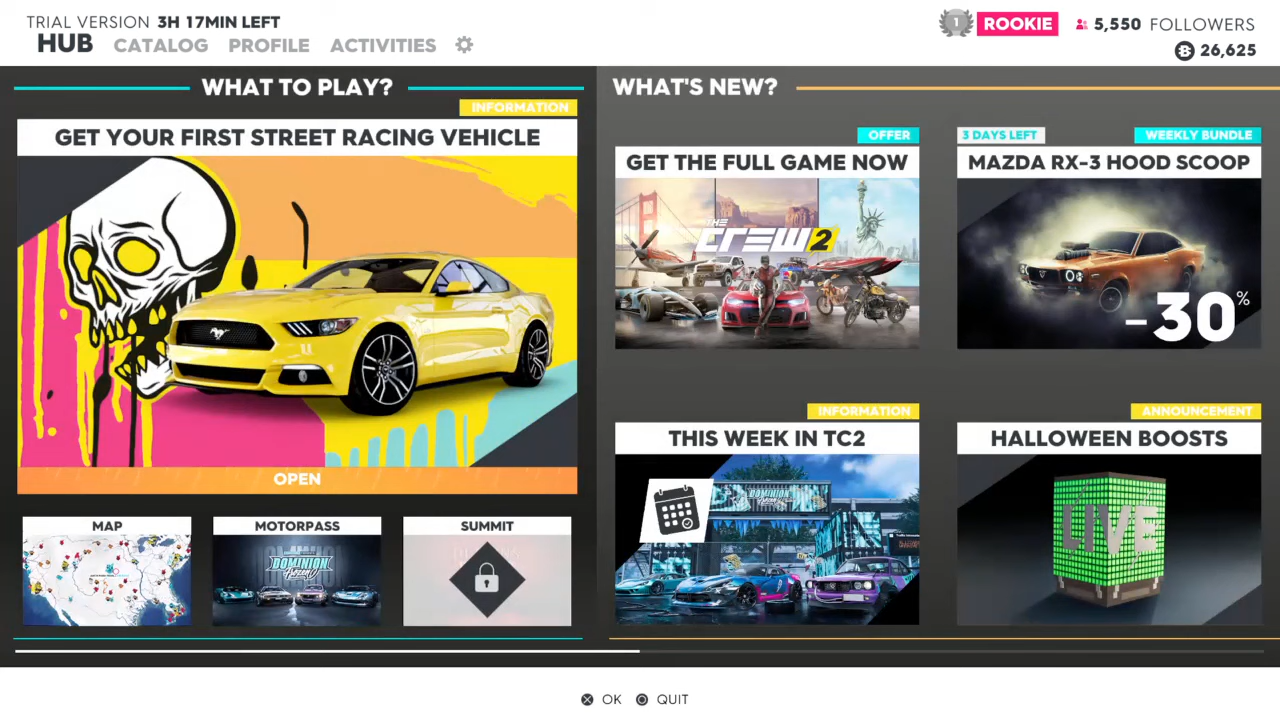 TRIAL VERSION 3H 17MIN LEFT
HUB CATALOG PROFILE ACTIVITIES
1 ROOKIE 5,550 FOLLOWERS
26,625
WHAT TO PLAY?
INFORMATION
GET YOUR FIRST STREET RACING VEHICLE
OPEN
MAP
MOTORPASS
DOMINION
SUMMIT
WHAT'S NEW?
OFFER
GET THE FULL GAME NOW
THE
CREW2
3 DAYS LEFT
WEEKLY BUNDLE
MAZDA RX-3 HOOD SCOOP
-30%
INFORMATION
THIS WEEK IN TC2
DOMINION
ANNOUNCEMENT
HALLOWEEN BOOSTS
LIVE
OK QUIT